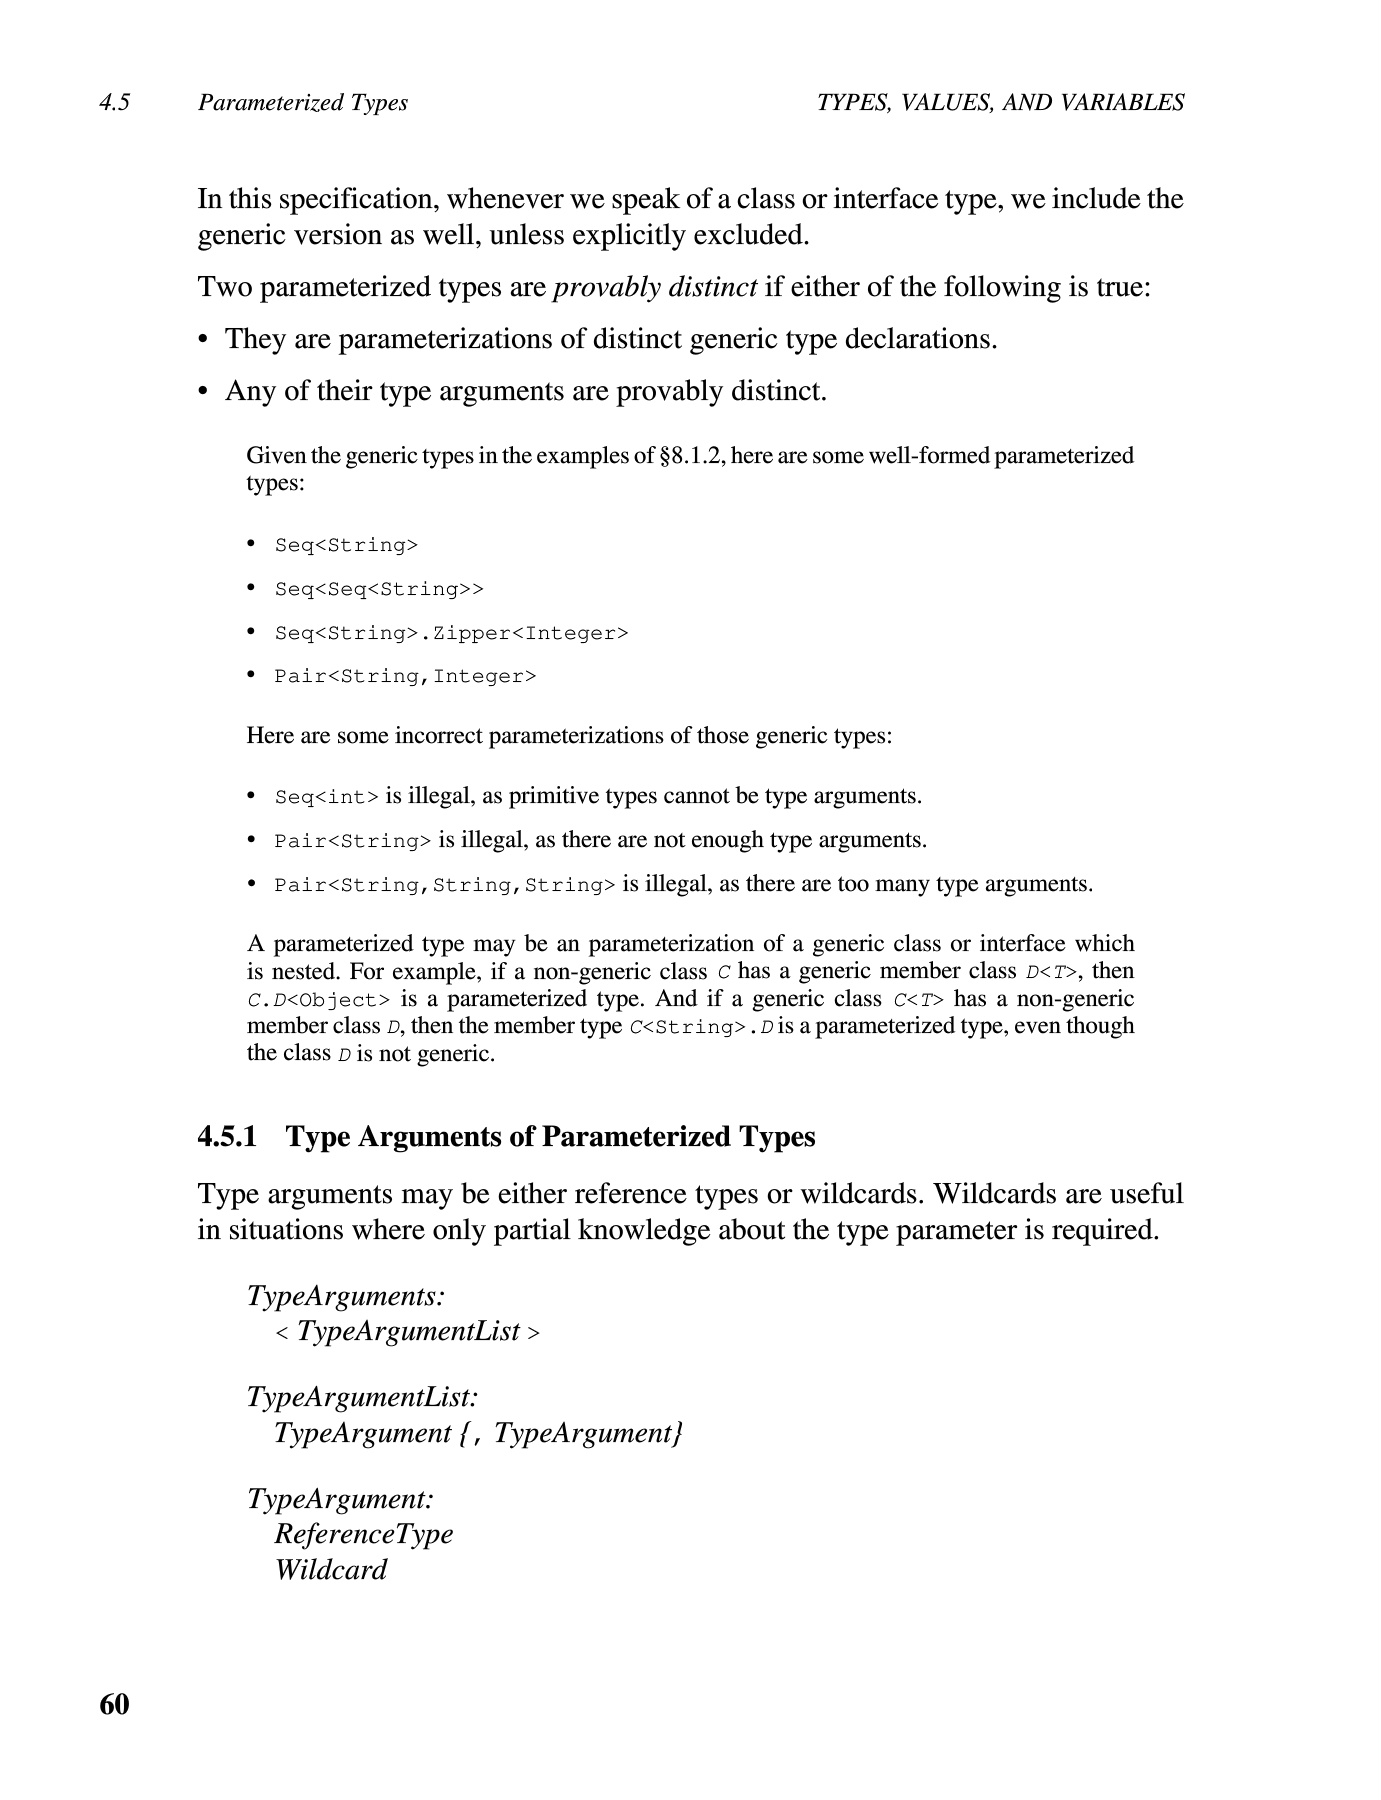 4.5 Parameterized Types TYPES, VALUES, AND VARIABLES
In this specification, whenever we speak of a class or interface type, we include the
generic version as well, unless explicitly excluded.
Two parameterized types are provably distinct if either of the following is true:
• They are parameterizations of distinct generic type declarations.
• Any of their type arguments are provably distinct.
Given the generic types in the examples of §8.1.2, here are some well-formed parameterized
types:
• Seq<String>
• Seq<Seq<String>>
• Seq<String>.Zipper<Integer>
• Pair<String,Integer>
Here are some incorrect parameterizations of those generic types:
• Seq<int> is illegal, as primitive types cannot be type arguments.
• Pair<String> is illegal, as there are not enough type arguments.
• Pair<String,String,String> is illegal, as there are too many type arguments.
A parameterized type may be an parameterization of a generic class or interface which
is nested. For example, if a non-generic class C has a generic member class D<T>, then
C.D<Object> is a parameterized type. And if a generic class C<T> has a non-generic
member class D, then the member type C<String>.D is a parameterized type, even though
the class D is not generic.
4.5.1 Type Arguments of Parameterized Types
Type arguments may be either reference types or wildcards. Wildcards are useful
in situations where only partial knowledge about the type parameter is required.
TypeArguments:
< TypeArgumentList >
TypeArgumentList:
TypeArgument {, TypeArgument}
TypeArgument:
ReferenceType
Wildcard
60